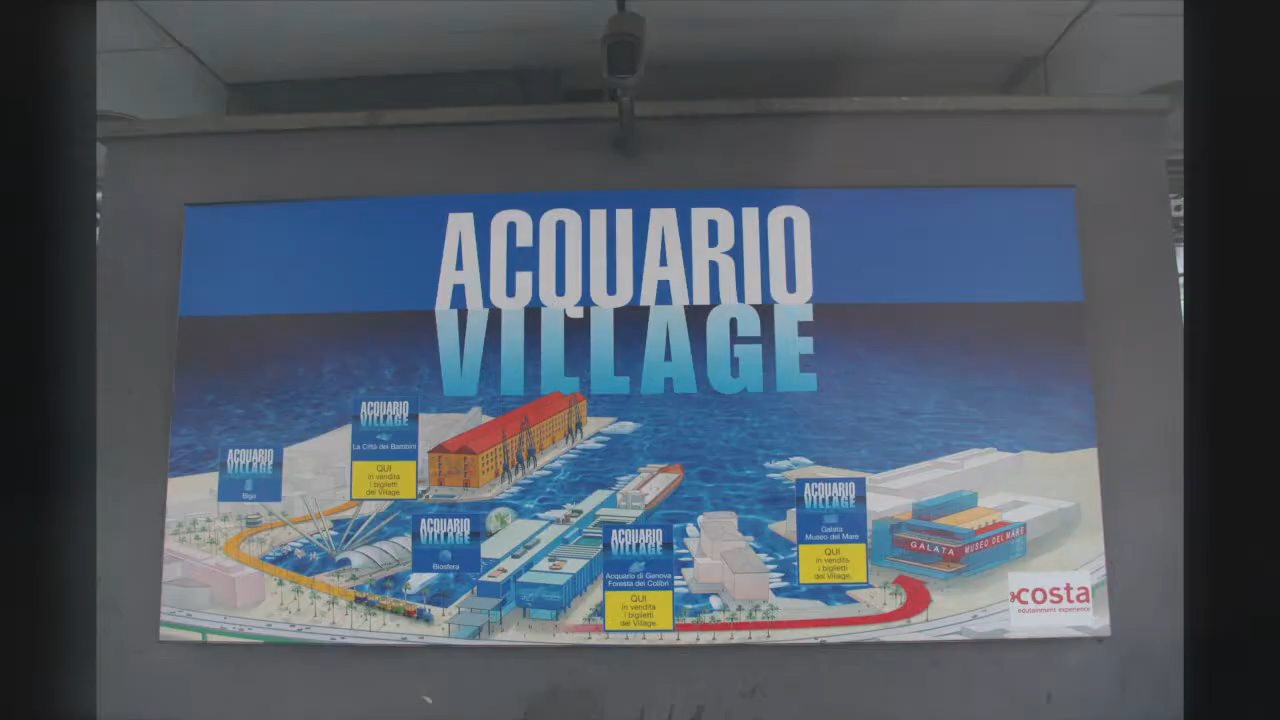 ACQUARIO
VILLAGE
ACQUARIO
VILLAGE
La Città dei Bambini
QUI
in vendita
i biglietti
del Village.
ACQUARIO
VILLAGE
Bigo
ACQUARIO
VILLAGE
Biosfera
ACQUARIO
VILLAGE
Acquario di Genova
Foresta dei Colibrì
QUI
in vendita
i biglietti
del Village.
ACQUARIO
VILLAGE
Galata
Museo del Mare
QUI
in vendita
i biglietti
del Village.
GALATA MUSEO DEL MARE
costa
edutainment experience